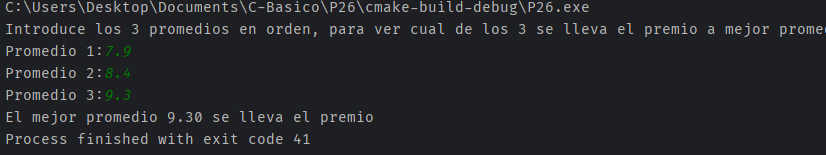 C:\Users\Desktop\Documents\C-Basico\P26\cmake-build-debug\P26.exe
Introduce los 3 promedios en orden, para ver cual de los 3 se lleva el premio a mejor
Promedio 1:7.9
Promedio 2:8.4
Promedio 3:9.3
El mejor promedio 9.30 se lleva el premio
Process finished with exit code 41